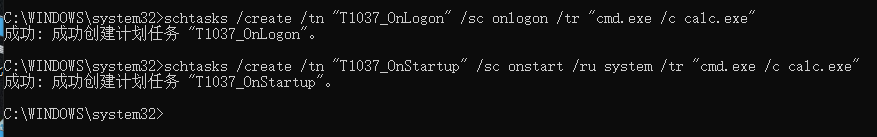 C:\WINDOWS\system32>schtasks /create /tn "T1037_OnLogon" /sc onlogon /tr "cmd.exe /c calc.exe"
成功: 成功创建计划任务 "T1037_OnLogon"。
C:\WINDOWS\system32>schtasks /create /tn "T1037_OnStartup" /sc onstart /ru system /tr "cmd.exe /c calc.exe"
成功: 成功创建计划任务 "T1037_OnStartup"。
C:\WINDOWS\system32>